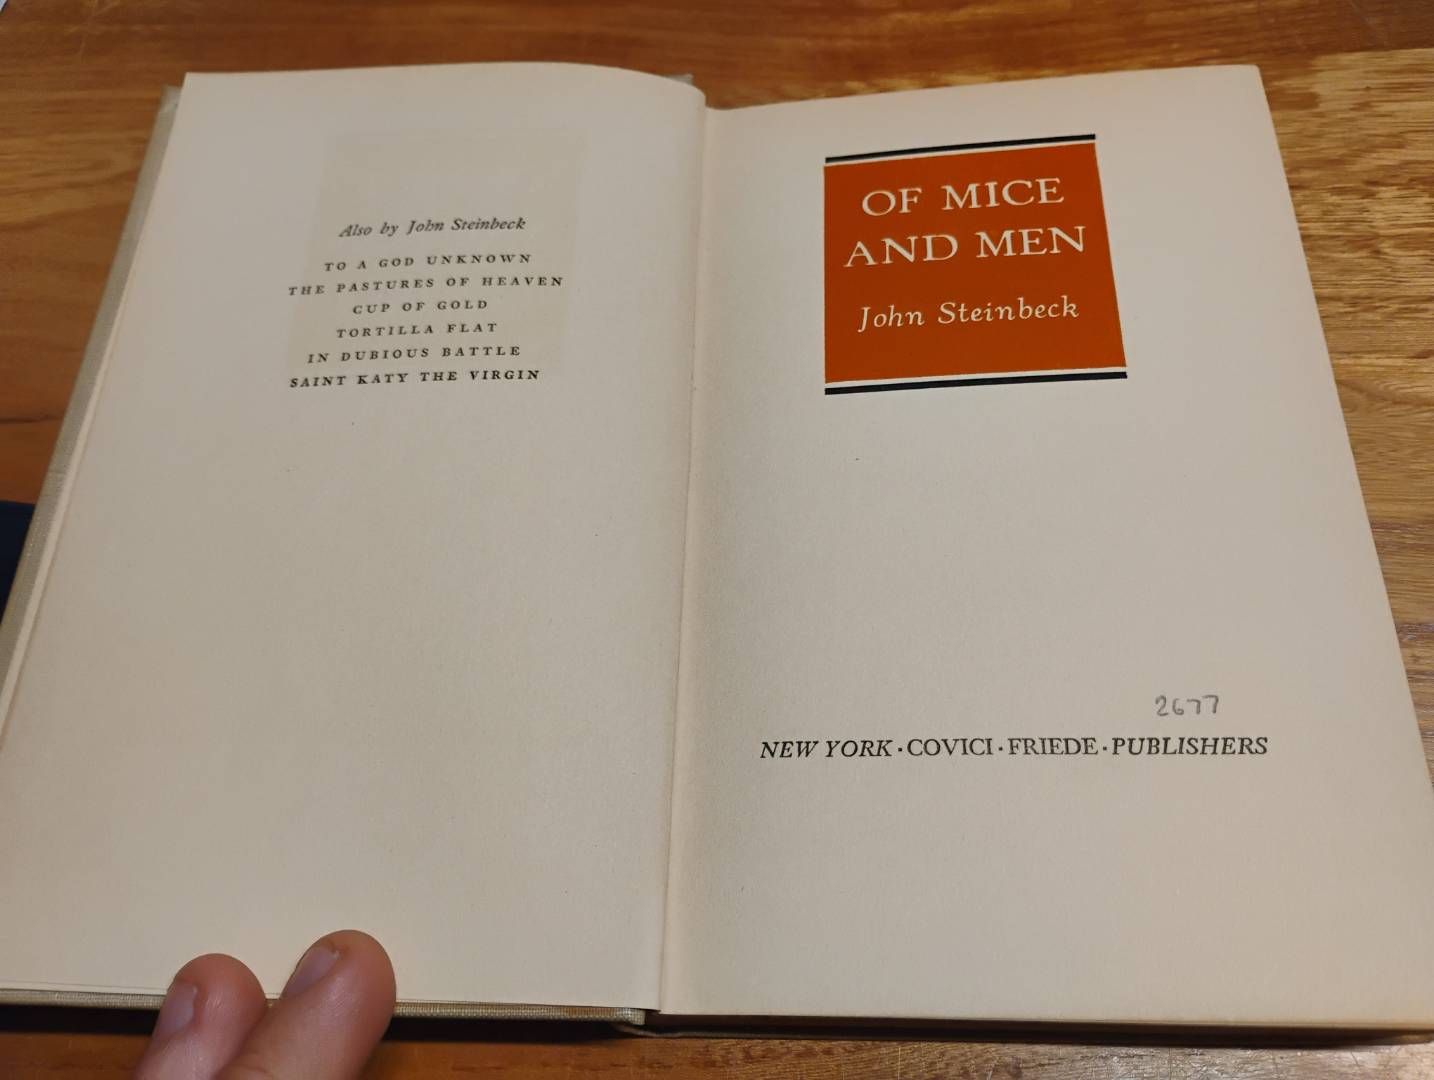 Also by John Steinbeck
TO A GOD UNKNOWN
THE PASTURES OF HEAVEN
CUP OF GOLD
TORTILLA FLAT
IN DUBIOUS BATTLE
SAINT KATY THE VIRGIN
OF MICE
AND MEN
John Steinbeck
2677
NEW YORK · COVICI · FRIEDE · PUBLISHERS